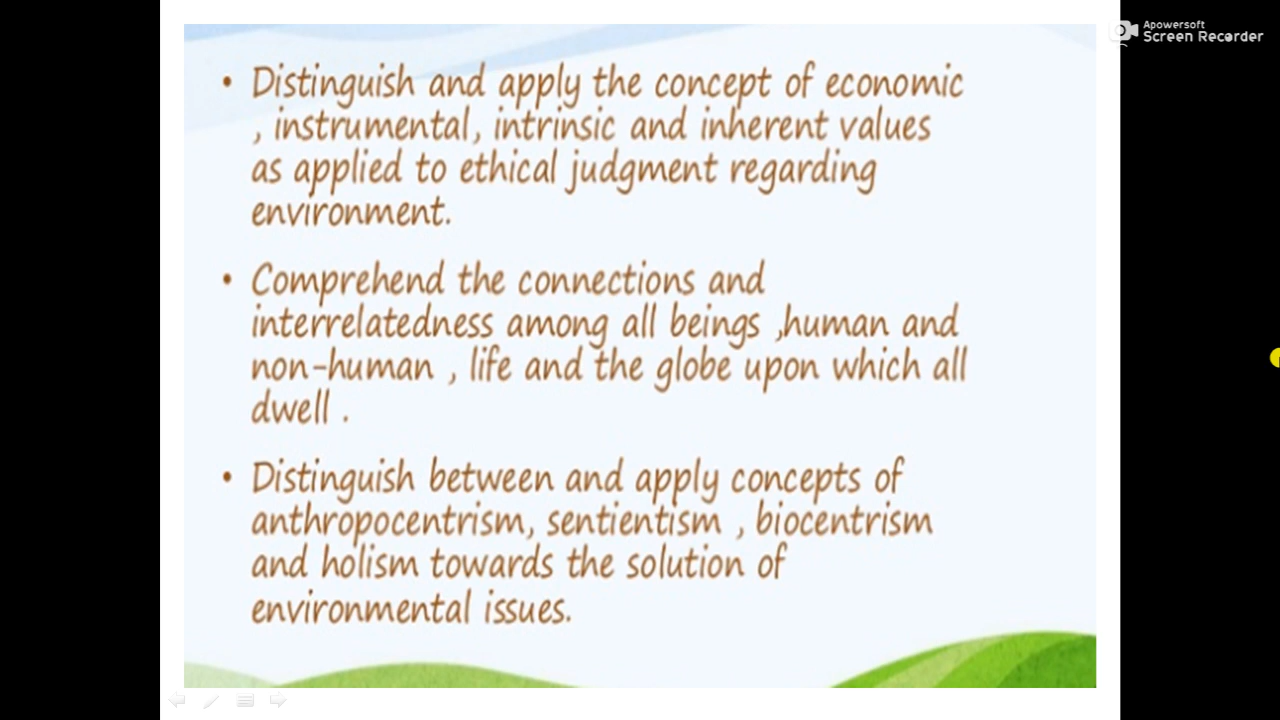 Apowersoft
Screen Recorder
• Distinguish and apply the concept of economic
, instrumental, intrinsic and inherent values
as applied to ethical judgment regarding
environment.
• Comprehend the connections and
interrelatedness among all beings ,human and
non-human , life and the globe upon which all
dwell .
• Distinguish between and apply concepts of
anthropocentrism, sentientism , biocentrism
and holism towards the solution of
environmental issues.